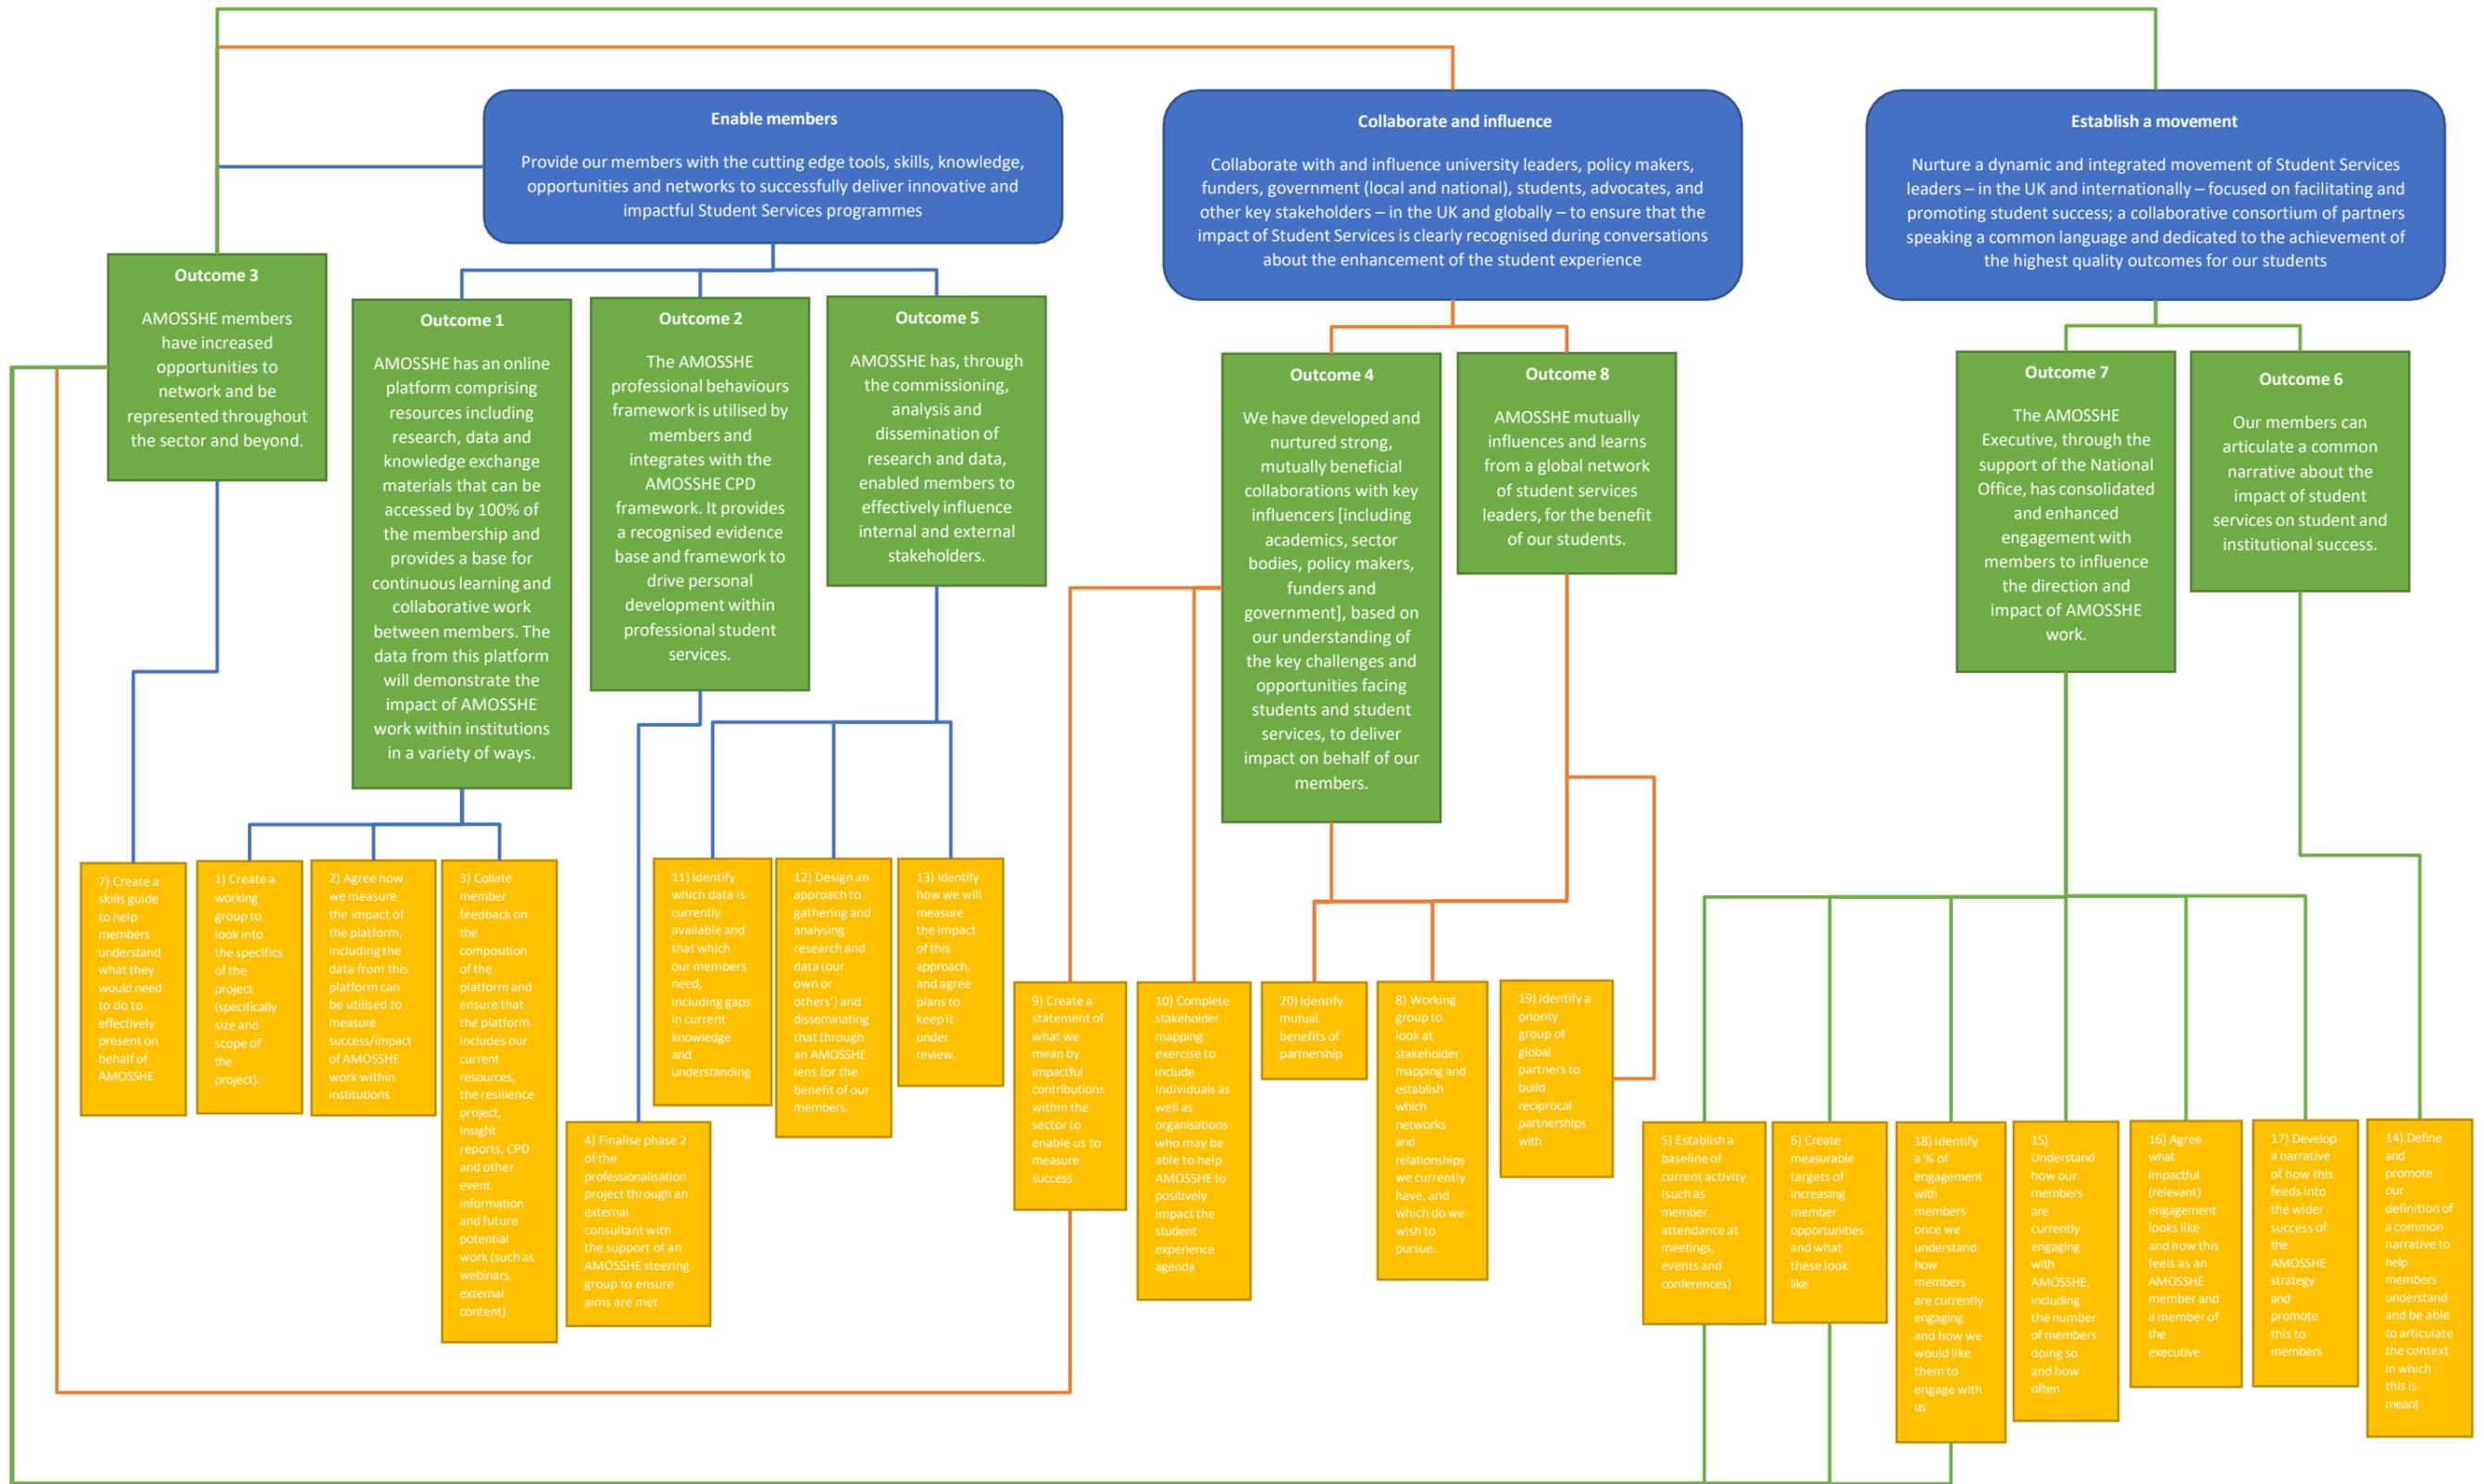 Enable members
Provide our members with the cutting edge tools, skills, knowledge,
opportunities and networks to successfully deliver innovative and
impactful Student Services programmes
Collaborate and influence
Collaborate with and influence university leaders, policy makers,
funders, government (local and national), students, advocates, and
other key stakeholders – in the UK and globally – to ensure that the
impact of Student Services is clearly recognised during conversations
about the enhancement of the student experience
Establish a movement
Nurture a dynamic and integrated movement of Student Services
leaders – in the UK and internationally – focused on facilitating and
promoting student success; a collaborative consortium of partners
speaking a common language and dedicated to the achievement of
the highest quality outcomes for our students
Outcome 3
AMOSSHE members
have increased
opportunities to
network and be
represented throughout
the sector and beyond.
Outcome 1
AMOSSHE has an online
platform comprising
resources including
research, data and
knowledge exchange
materials that can be
accessed by 100% of
the membership and
provides a base for
continuous learning and
collaborative work
between members. The
data from this platform
will demonstrate the
impact of AMOSSHE
work within institutions
in a variety of ways.
Outcome 2
The AMOSSHE
professional behaviours
framework is utilised by
members and
integrates with the
AMOSSHE CPD
framework. It provides
a recognised evidence
base and framework to
drive personal
development within
professional student
services.
Outcome 5
AMOSSHE has, through
the commissioning,
analysis and
dissemination of
research and data,
enabled members to
effectively influence
internal and external
stakeholders.
Outcome 4
We have developed and
nurtured strong,
mutually beneficial
collaborations with key
influencers [including
academics, sector
bodies, policy makers,
funders and
government], based on
our understanding of
the key challenges and
opportunities facing
students and student
services, to deliver
impact on behalf of our
members.
Outcome 8
AMOSSHE mutually
influences and learns
from a global network
of student services
leaders, for the benefit
of our students.
Outcome 7
The AMOSSHE
Executive, through the
support of the National
Office, has consolidated
and enhanced
engagement with
members to influence
the direction and
impact of AMOSSHE
work.
Outcome 6
Our members can
articulate a common
narrative about the
impact of student
services on student and
institutional success.
7) Create a
skills guide
to help
members
understand
what they
would need
to do to
effectively
present on
behalf of
AMOSSHE
1) Create a
working
group to
look into
the specifics
of the
project
(specifically
size and
scope of
the
project).
2) Agree how
we measure
the impact of
the platform,
including the
data from this
platform can
be utilised to
measure
success/impact
of AMOSSHE
work within
institutions
3) Collate
member
feedback on
the
composition
of the
platform and
ensure that
the platform
includes our
current
resources,
the resilience
project,
insight
reports, CPD
and other
event
information
and future
potential
work (such as
webinars,
external
content)
4) Finalise phase 2
of the
professionalisation
project through an
external
consultant with
the support of an
AMOSSHE steering
group to ensure
aims are met
11) Identify
which data is
currently
available and
that which
our members
need,
including gaps
in current
knowledge
and
understanding
12) Design an
approach to
gathering and
analysing
research and
data (our
own or
others') and
disseminating
that through
an AMOSSHE
lens for the
benefit of our
members.
13) Identify
how we will
measure
the impact
of this
approach,
and agree
plans to
keep it
under
review.
9) Create a
statement of
what we
mean by
impactful
contributions
within the
sector to
enable us to
measure
success
10) Complete
stakeholder
mapping
exercise to
include
individuals as
well as
organisations
who may be
able to help
AMOSSHE to
positively
impact the
student
experience
agenda
20) Identify
mutual
benefits of
partnership
8) Working
group to
look at
stakeholder
mapping and
establish
which
networks
and
relationships
we currently
have, and
which do we
wish to
pursue.
19) Identify a
priority
group of
global
partners to
build
reciprocal
partnerships
with
5) Establish a
baseline of
current activity
(such as
member
attendance at
meetings,
events and
conferences)
6) Create
measurable
targets of
increasing
member
opportunities
and what
these look
like
18) Identify
a % of
engagement
with
members
once we
understand
how
members
are currently
engaging
and how we
would like
them to
engage with
us
15)
Understand
how our
members
are
currently
engaging
with
AMOSSHE,
including
the number
of members
doing so
and how
often
16) Agree
what
impactful
(relevant)
engagement
looks like
and how this
feels as an
AMOSSHE
member and
a member of
the
executive
17) Develop
a narrative
of how this
feeds into
the wider
success of
the
AMOSSHE
strategy
and
promote
this to
members
14) Define
and
promote
our
definition of
a common
narrative to
help
members
understand
and be able
to articulate
the context
in which
this is
meant